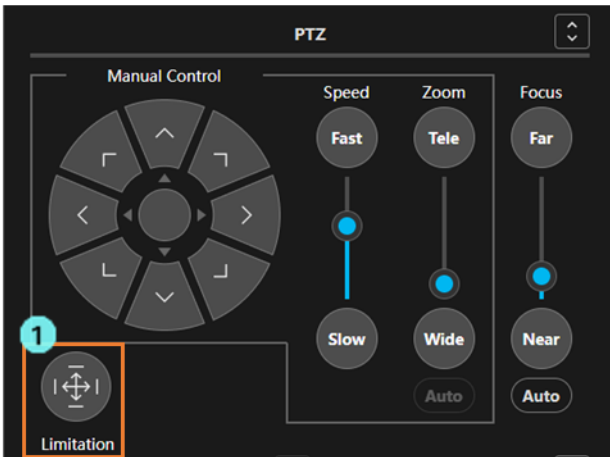 PTZ
Manual Control
Speed
Zoom
Focus
Fast
Tele
Far
Slow
Wide
Near
Auto
Auto
1
Limitation